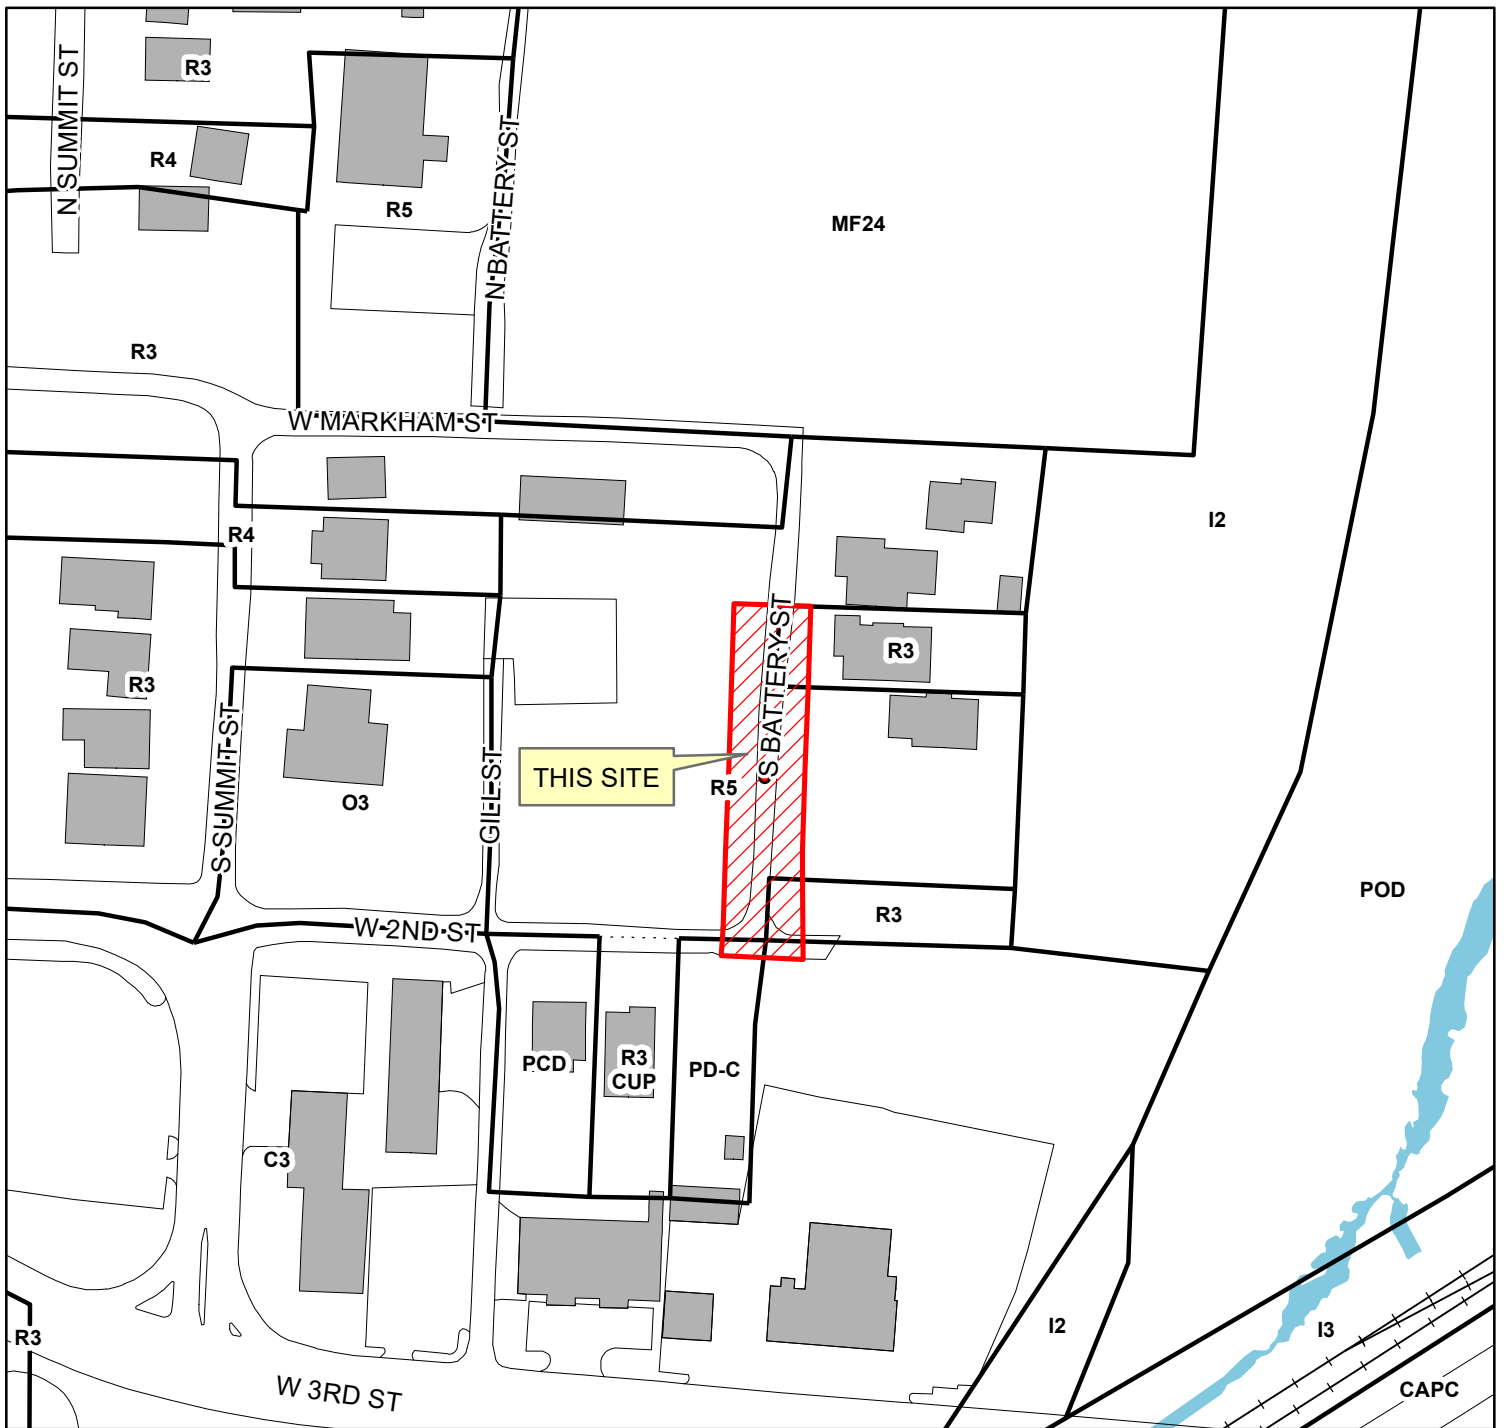 N SUMMIT ST
R3
R4
R5
N BATTERY ST
MF24
R3
W MARKHAM ST
R4
I2
R3
R3
S BATTERY ST
THIS SITE
R5
S SUMMIT ST
O3
GILL ST
POD
R3
W 2ND ST
PCD
R3
CUP
PD-C
C3
I2
I3
R3
CAPC
W 3RD ST